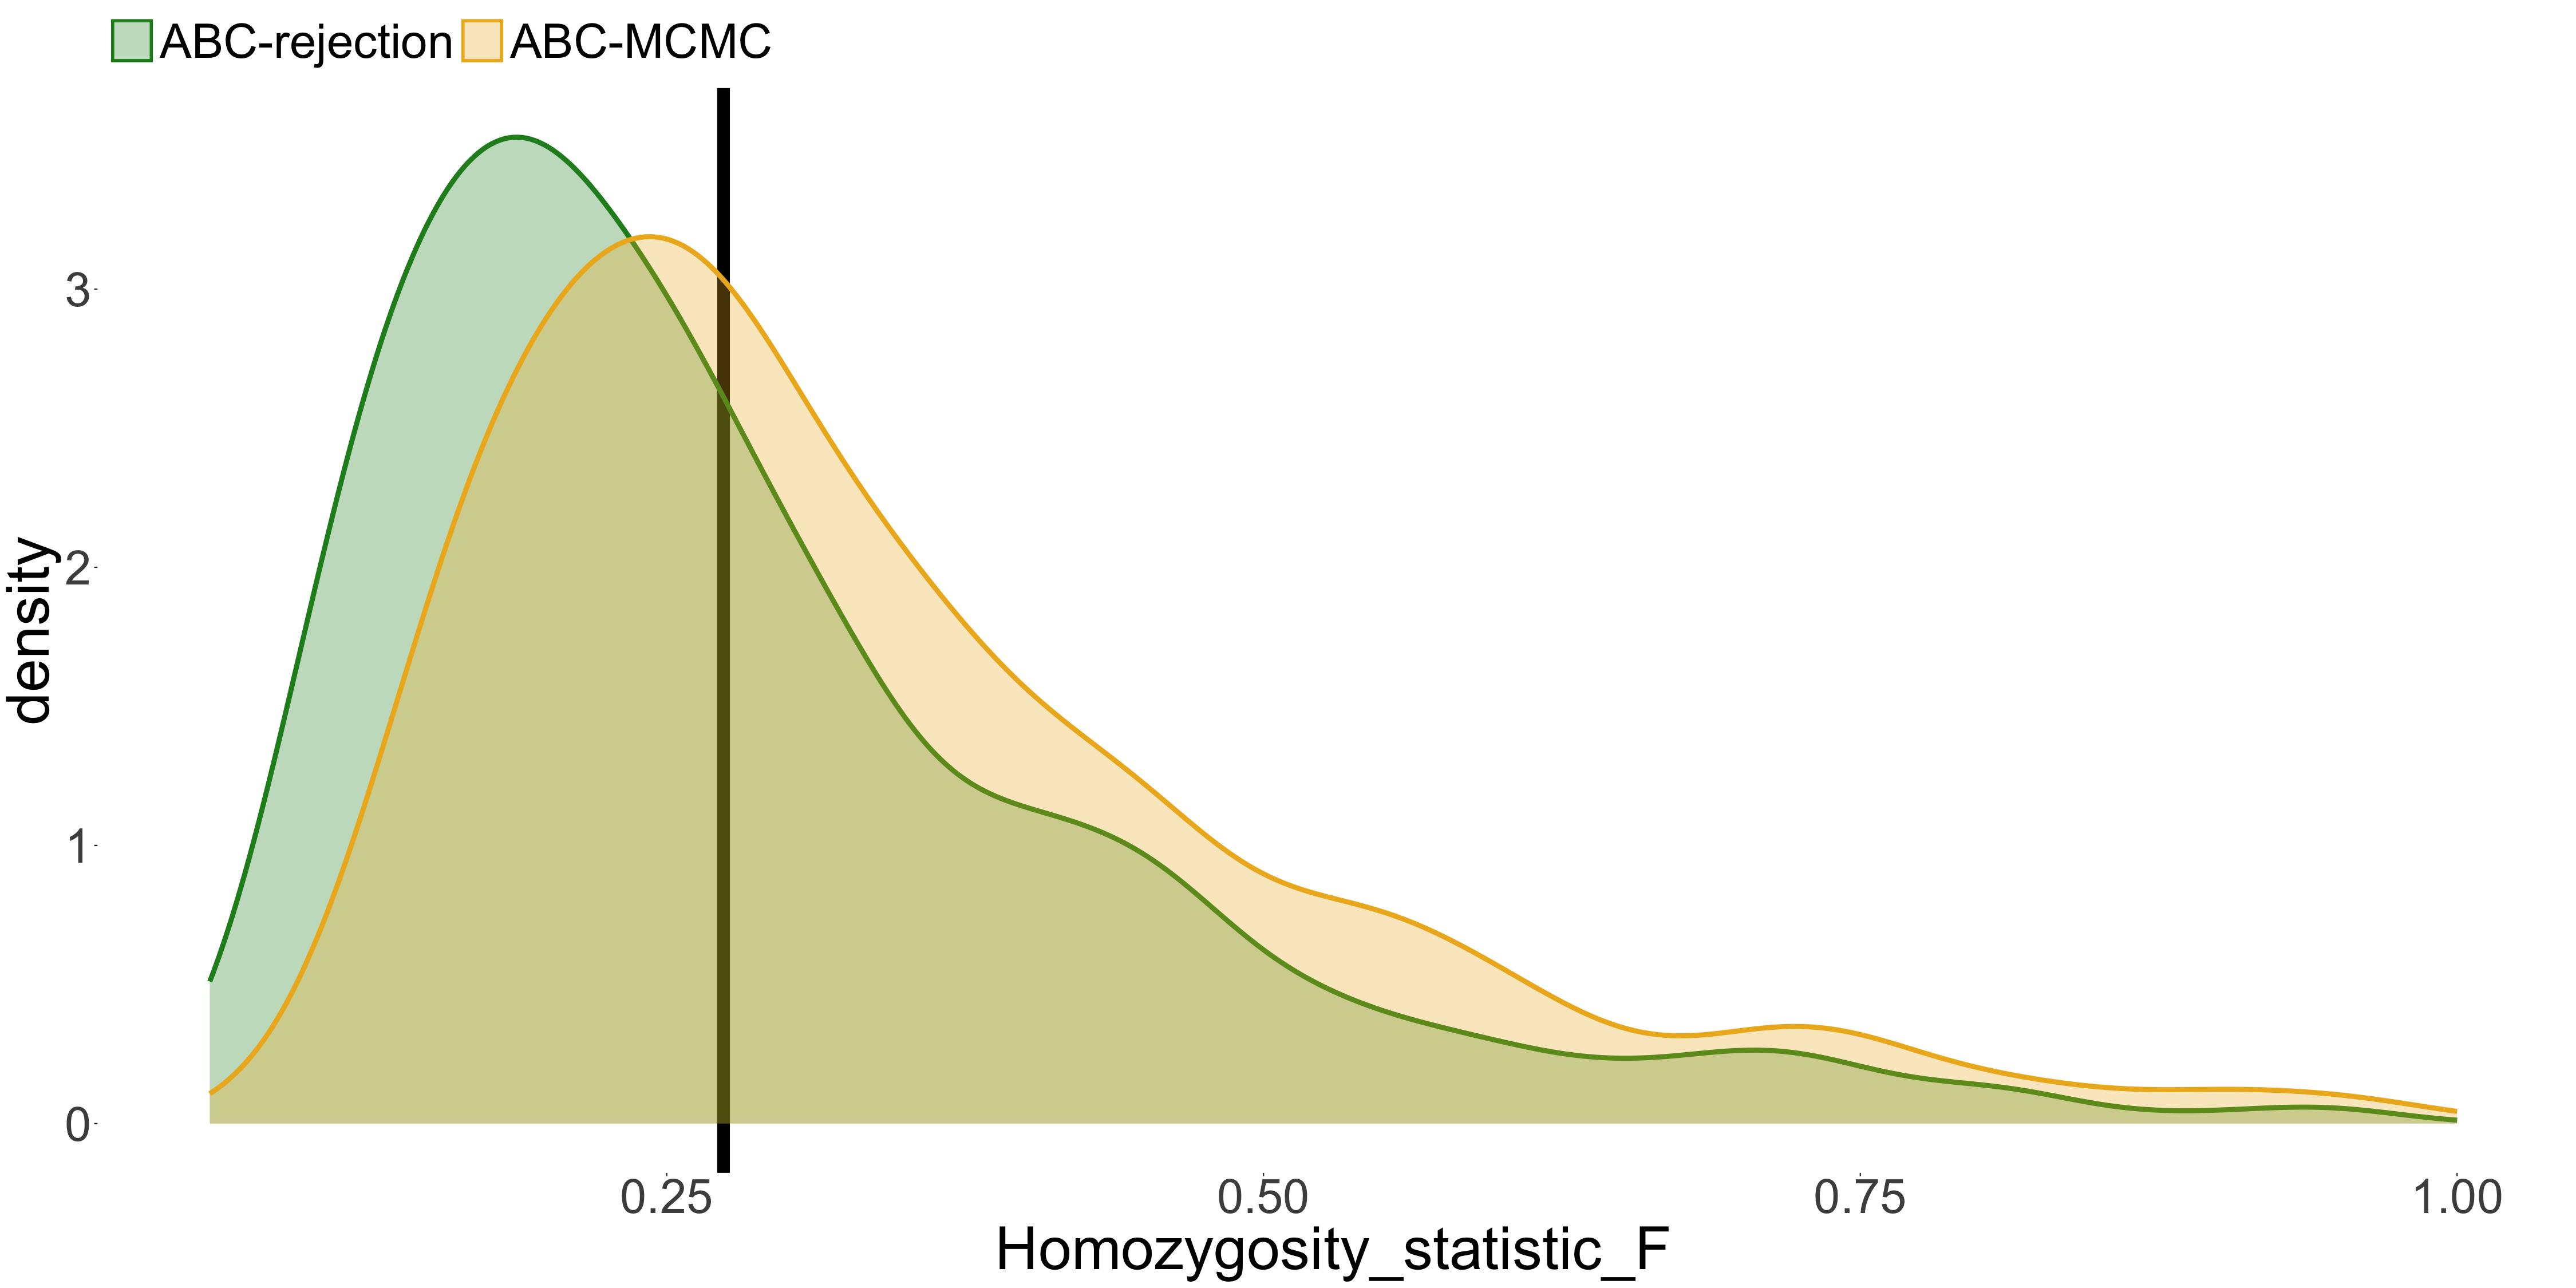 ABC-rejection ABC-MCMC
density
3
2
1
0
0.25 0.50 0.75 1.00
Homozygosity_statistic_F